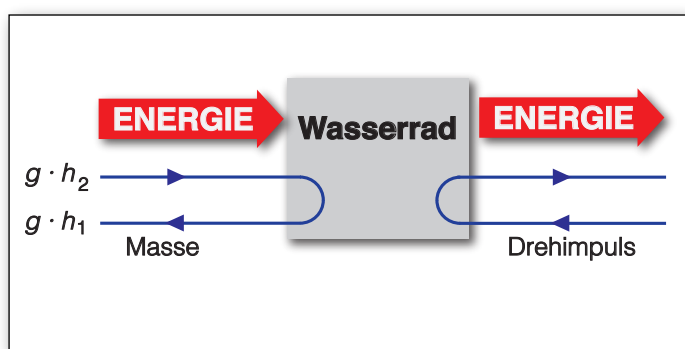 ENERGIE
ENERGIE
Wasserrad
g · h₂
g · h₁
Masse
Drehimpuls